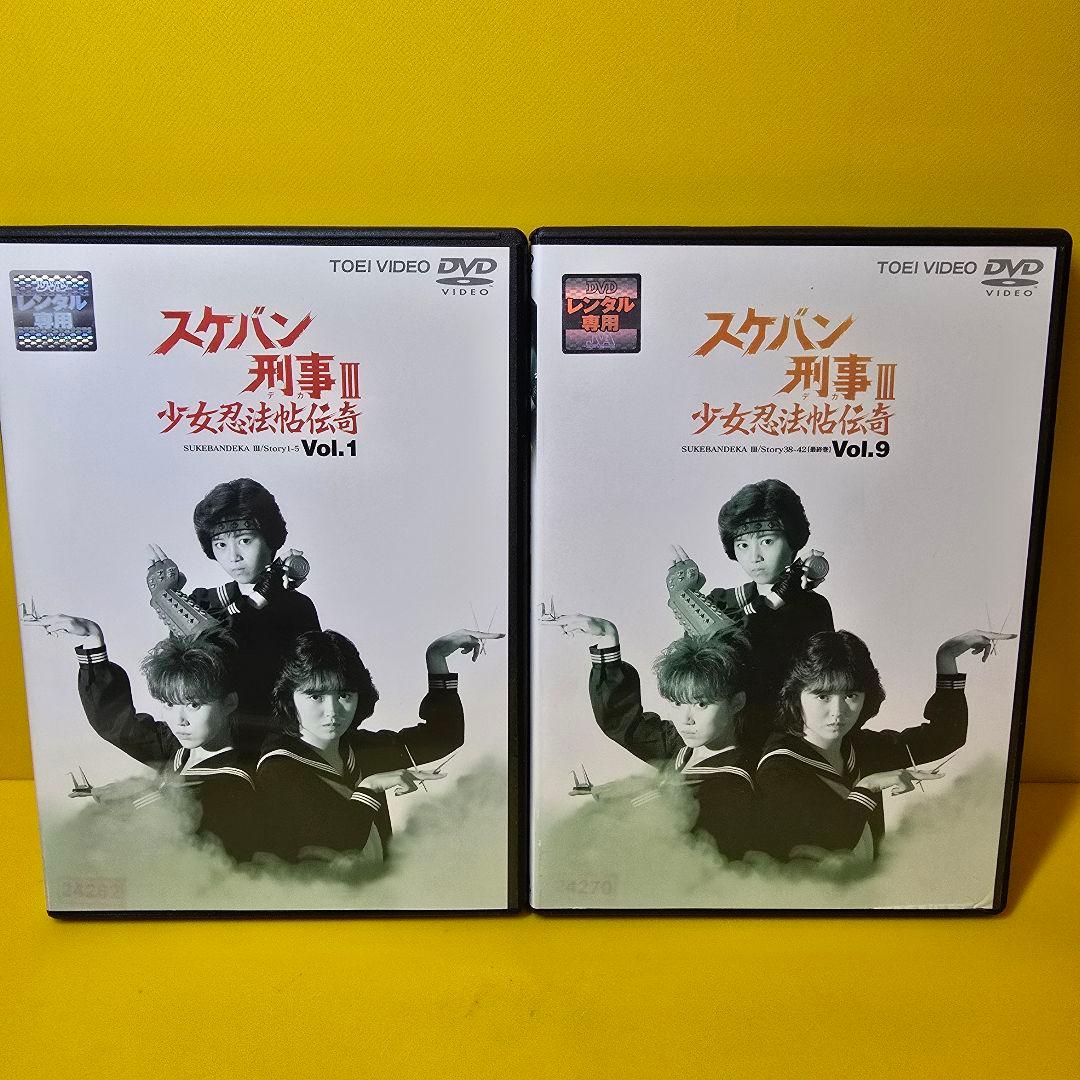 TOEI VIDEO DVD
VIDEO
DVD
レンタル
専用
スケバン
刑事III
デカ
少女忍法帖伝奇
SUKEBANDEKA III/Story1-5 Vol.1
TOEI VIDEO DVD
VIDEO
DVD
レンタル
専用
JVA
スケバン
刑事III
デカ
少女忍法帖伝奇
SUKEBANDEKA III/Story38-42[最終巻] Vol.9
24262
24270